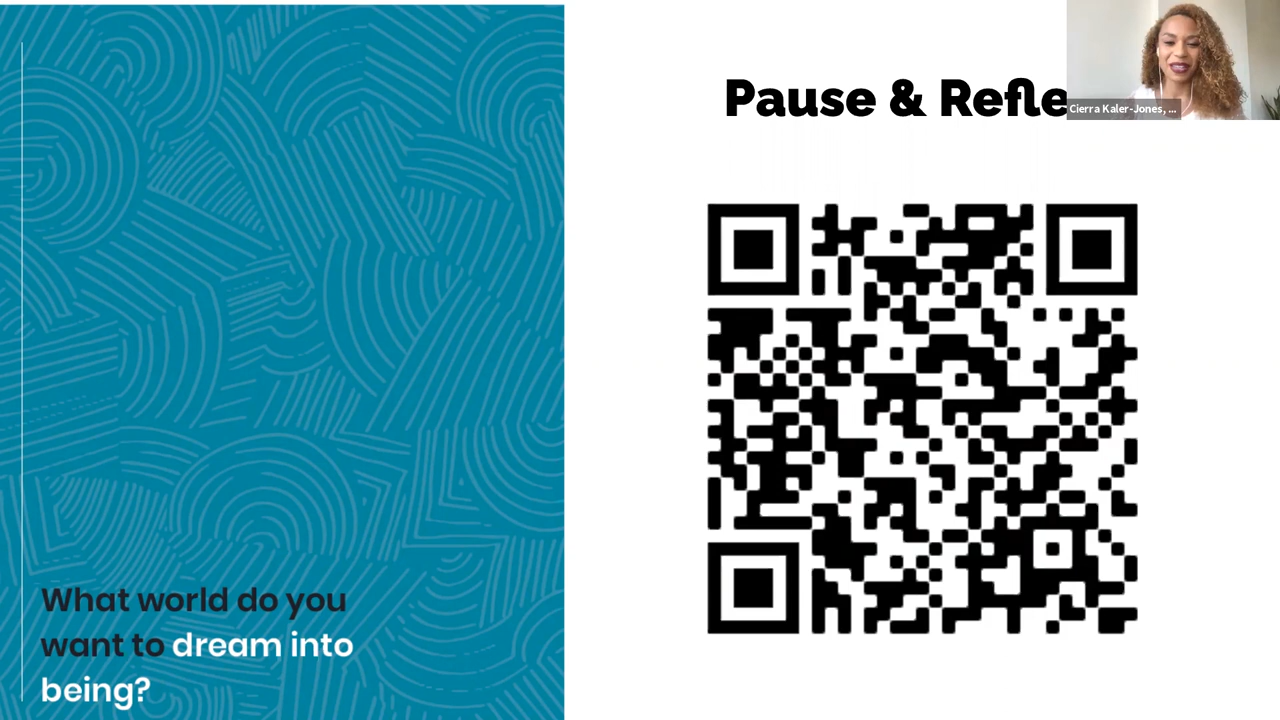 Pause & Refle
Cierra Kaler-Jones, ...
What world do you
want to dream into
being?